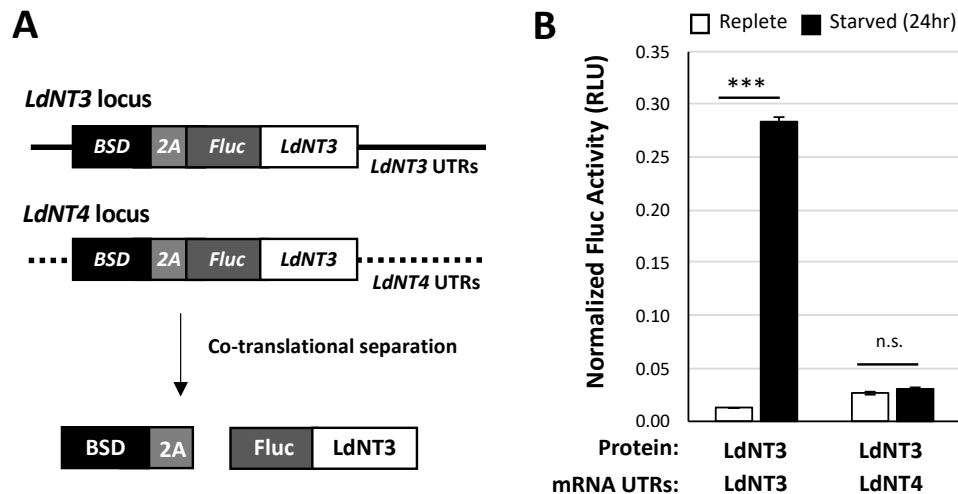 A
LdNT3 locus
BSD 2A Fluc LdNT3
LdNT3 UTRs
LdNT4 locus
BSD 2A Fluc LdNT3
LdNT4 UTRs
Co-translational separation
BSD 2A Fluc LdNT3
B
Replete Starved (24hr)
Normalized Fluc Activity (RLU)
0.35
0.30
0.25
0.20
0.15
0.10
0.05
0.00
***
n.s.
Protein: LdNT3 LdNT3
mRNA UTRs: LdNT3 LdNT4